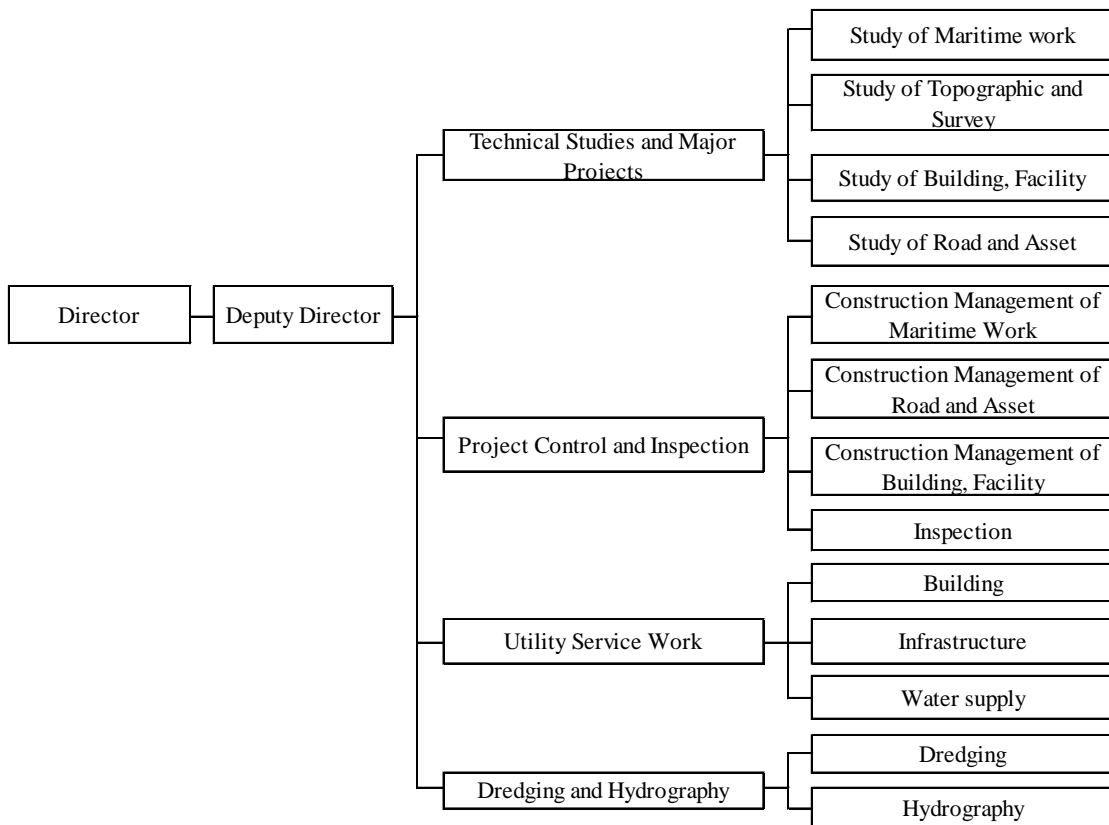 Director
Deputy Director
Technical Studies and Major
Projects
Study of Maritime work
Study of Topographic and
Survey
Study of Building, Facility
Study of Road and Asset
Project Control and Inspection
Construction Management of
Maritime Work
Construction Management of
Road and Asset
Construction Management of
Building, Facility
Inspection
Utility Service Work
Building
Infrastructure
Water supply
Dredging and Hydrography
Dredging
Hydrography